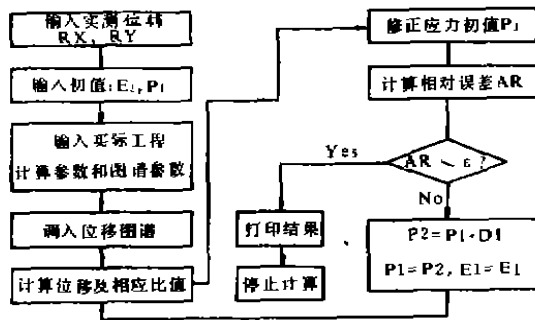 输入实测位移
RX, RY
输入初值:E1, P1
输入实际工程
计算参数和图谱参数
调入位移图谱
计算位移及相应比值
修正应力初值P1
计算相对误差AR
AR ε?
Yes
No
打印结果
停止计算
P2=P1·D1
P1=P2, E1=E1